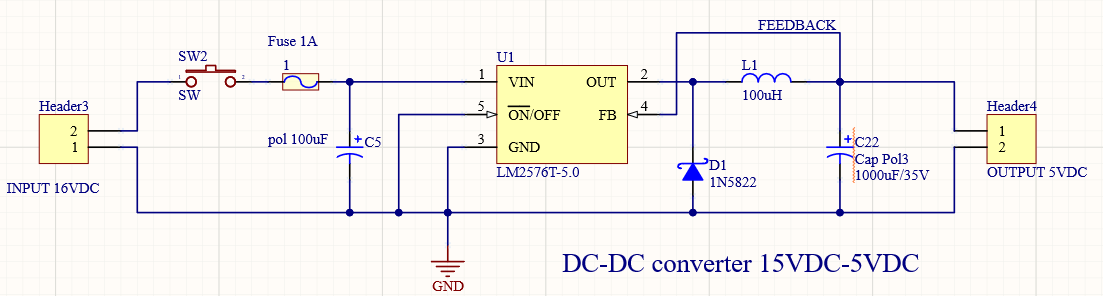 FEEDBACK
Fuse 1A
SW2
1
U1
L1
1 2
SW
1 VIN OUT 2
100uH
Header3
5 ON/OFF FB 4
Header4
2
1
pol 100uF
C5
3 GND
C22
1
2
LM2576T-5.0
D1
Cap Pol3
1N5822
1000uF/35V
INPUT 16VDC
OUTPUT 5VDC
DC-DC converter 15VDC-5VDC
GND